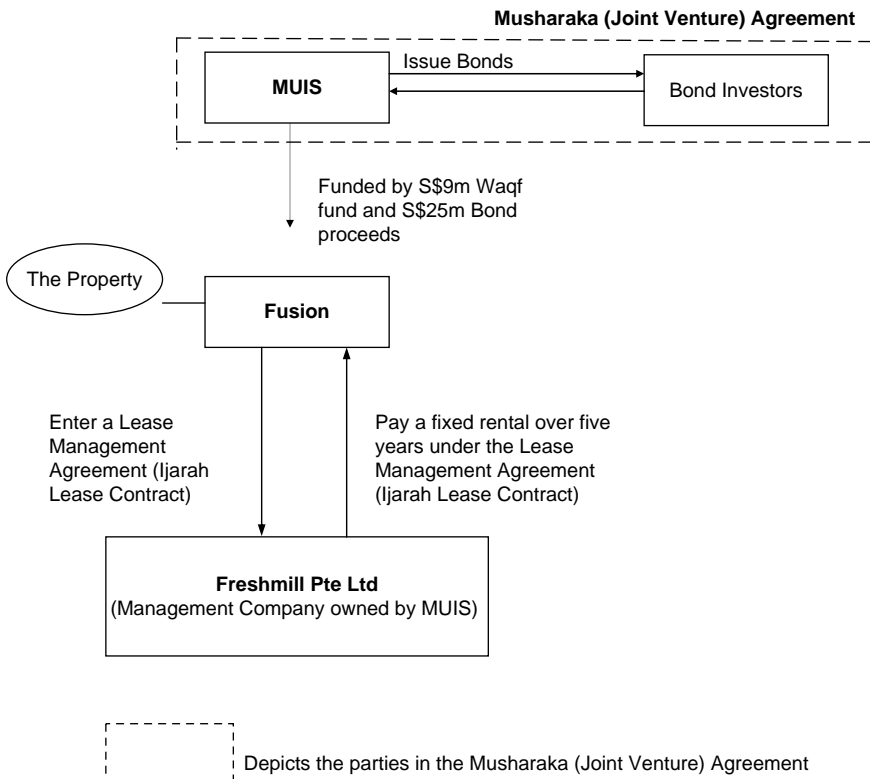 Musharaka (Joint Venture) Agreement
Issue Bonds
MUIS
Bond Investors
Funded by S$9m Waqf
fund and S$25m Bond
proceeds
The Property
Fusion
Enter a Lease
Management
Agreement (Ijarah
Lease Contract)
Pay a fixed rental over five
years under the Lease
Management Agreement
(Ijarah Lease Contract)
Freshmill Pte Ltd
(Management Company owned by MUIS)
Depicts the parties in the Musharaka (Joint Venture) Agreement